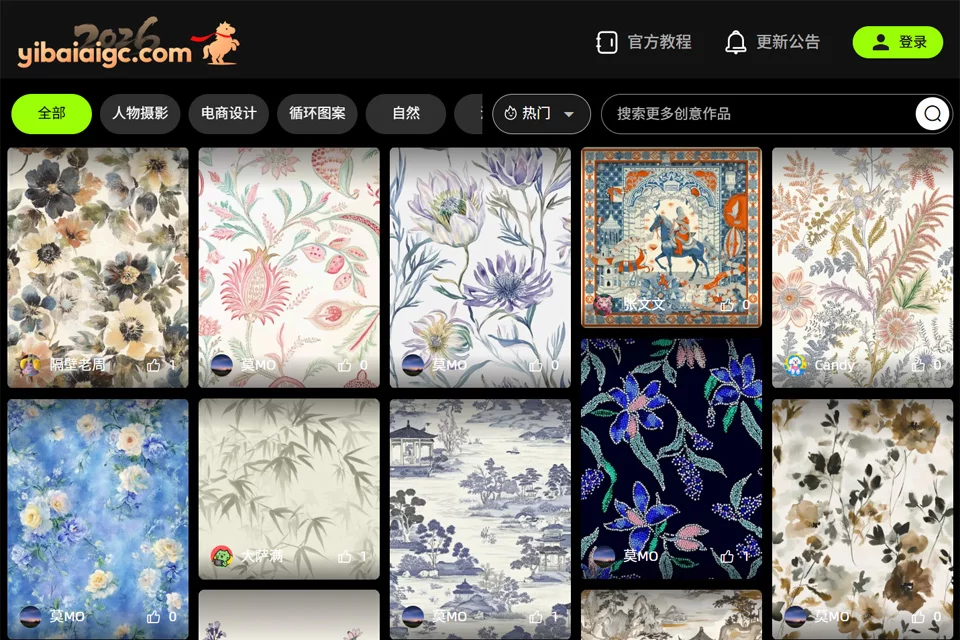 2026
yibaiaigc.com
官方教程
更新公告
登录
全部
人物摄影
电商设计
循环图案
自然
热门
搜索更多创意作品
隔壁老周
1
莫MO
0
莫MO
0
张文文
0
Candy
0
莫MO
0
大萨满
1
莫MO
1
莫MO
1
莫MO
0